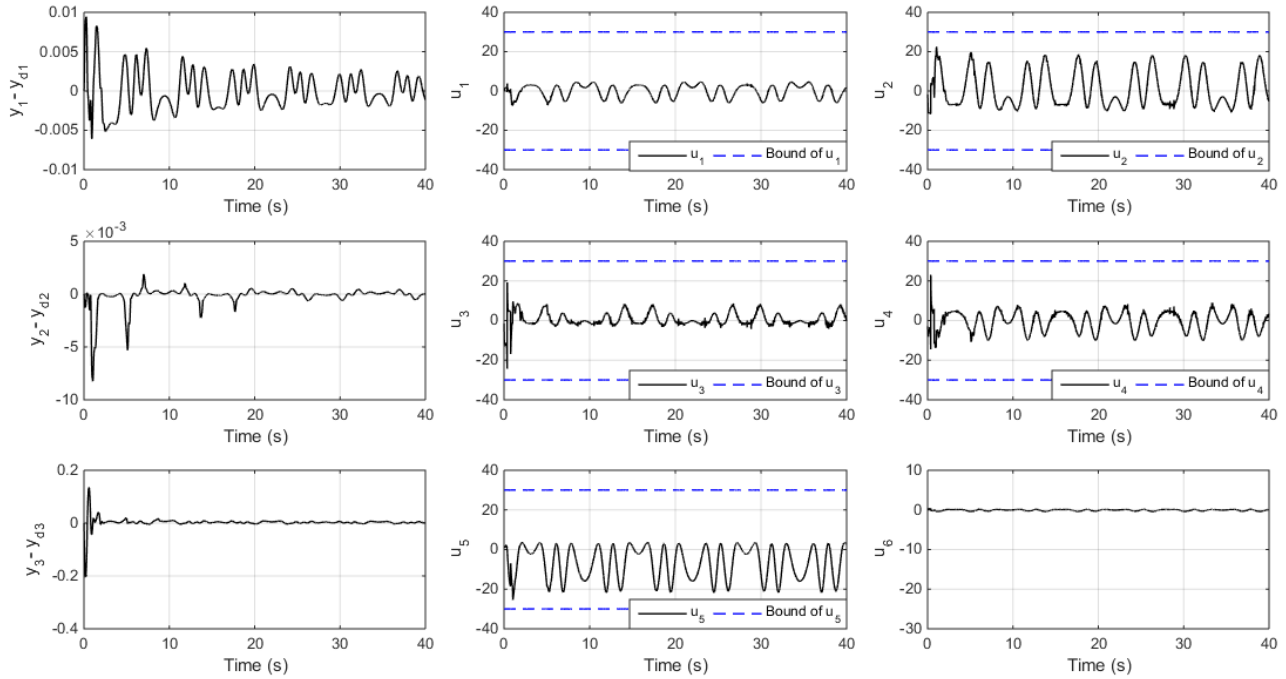 0.01
0.005
0
-0.005
-0.01
y1- yd1
0 10 20 30 40
Time (s)
40
20
0
-20
-40
u1
u1 Bound of u1
0 10 20 30 40
Time (s)
40
20
0
-20
-40
u2
u2 Bound of u2
0 10 20 30 40
Time (s)
×10-3
5
0
-5
-10
y2- yd2
0 10 20 30 40
Time (s)
40
20
0
-20
-40
u3
u3 Bound of u3
0 10 20 30 40
Time (s)
40
20
0
-20
-40
u4
u4 Bound of u4
0 10 20 30 40
Time (s)
0.2
0
-0.2
-0.4
y3- yd3
0 10 20 30 40
Time (s)
40
20
0
-20
-40
u5
u5 Bound of u5
0 10 20 30 40
Time (s)
10
0
-10
-20
-30
u6
0 10 20 30 40
Time (s)